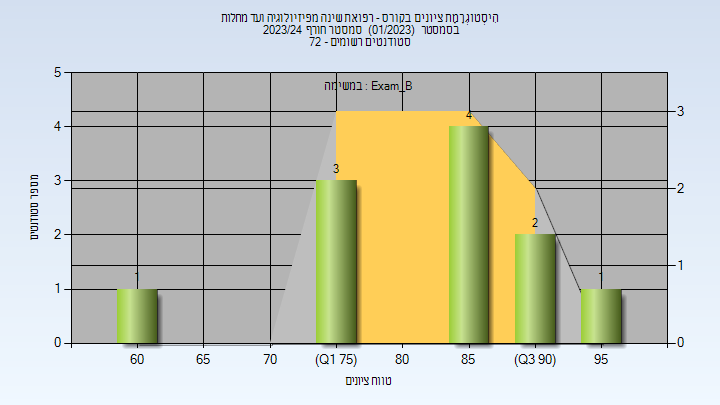 היסטוגרמת ציונים בקורס - רפואת שינה מפיזיולוגיה ועד מחלות
בסמסטר (01/2023) סמסטר חורף 2023/24
סטודנטים רשומים - 72
במשימה : Exam_B
מספר סטודנטים
5
4
3
2
1
0
3
2
1
0
1
3
4
2
1
60
65
70
(Q1 75)
80
85
(Q3 90)
95
טווח ציונים